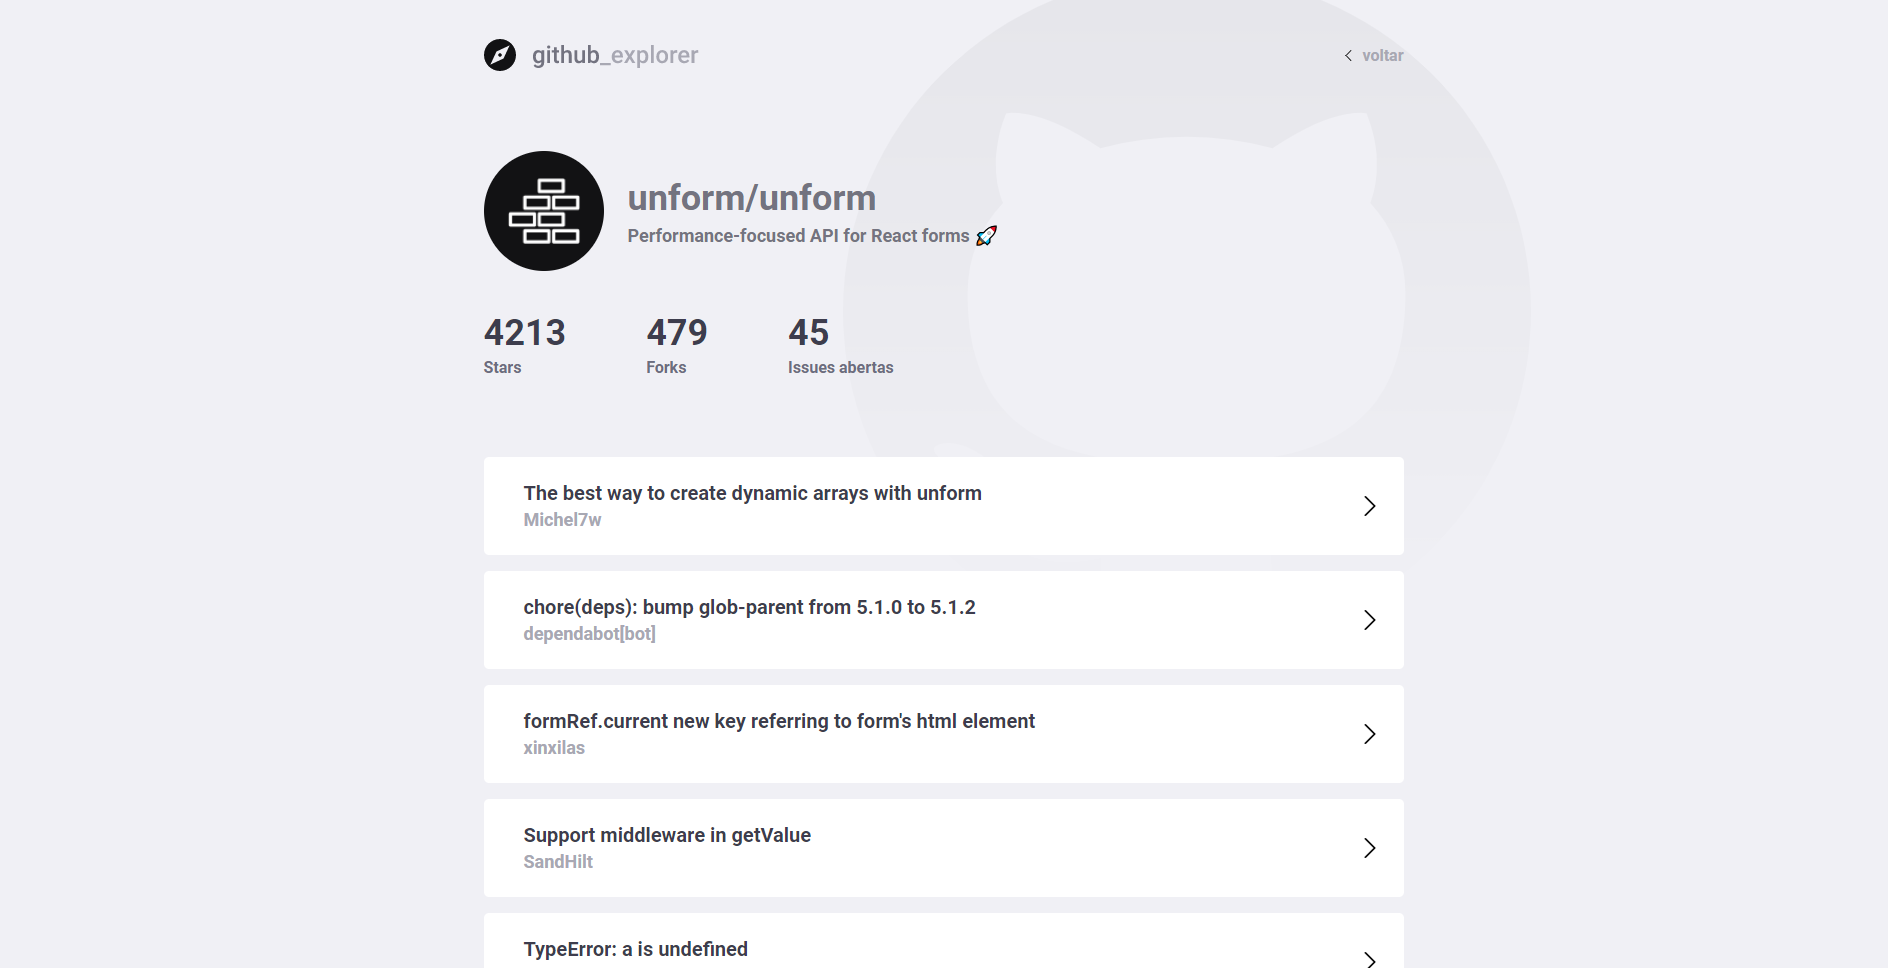 github_explorer
voltar
unform/unform
Performance-focused API for React forms 🚀
4213
479
45
Stars
Forks
Issues abertas
The best way to create dynamic arrays with unform
Michel7w
chore(deps): bump glob-parent from 5.1.0 to 5.1.2
dependabot[bot]
formRef.current new key referring to form's html element
xinxilas
Support middleware in getValue
SandHilt
TypeError: a is undefined